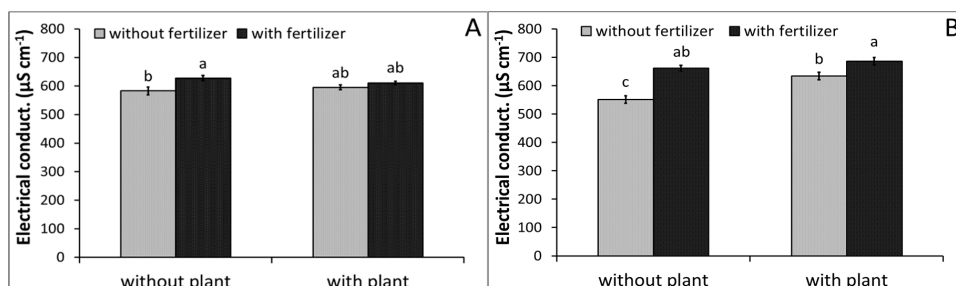 A
Electrical conduct. (µS cm⁻¹)
800
700
600
500
400
300
200
100
0
without fertilizer with fertilizer
b a ab ab
without plant with plant
B
Electrical conduct. (µS cm⁻¹)
800
700
600
500
400
300
200
100
0
without fertilizer with fertilizer
c ab b a
without plant with plant